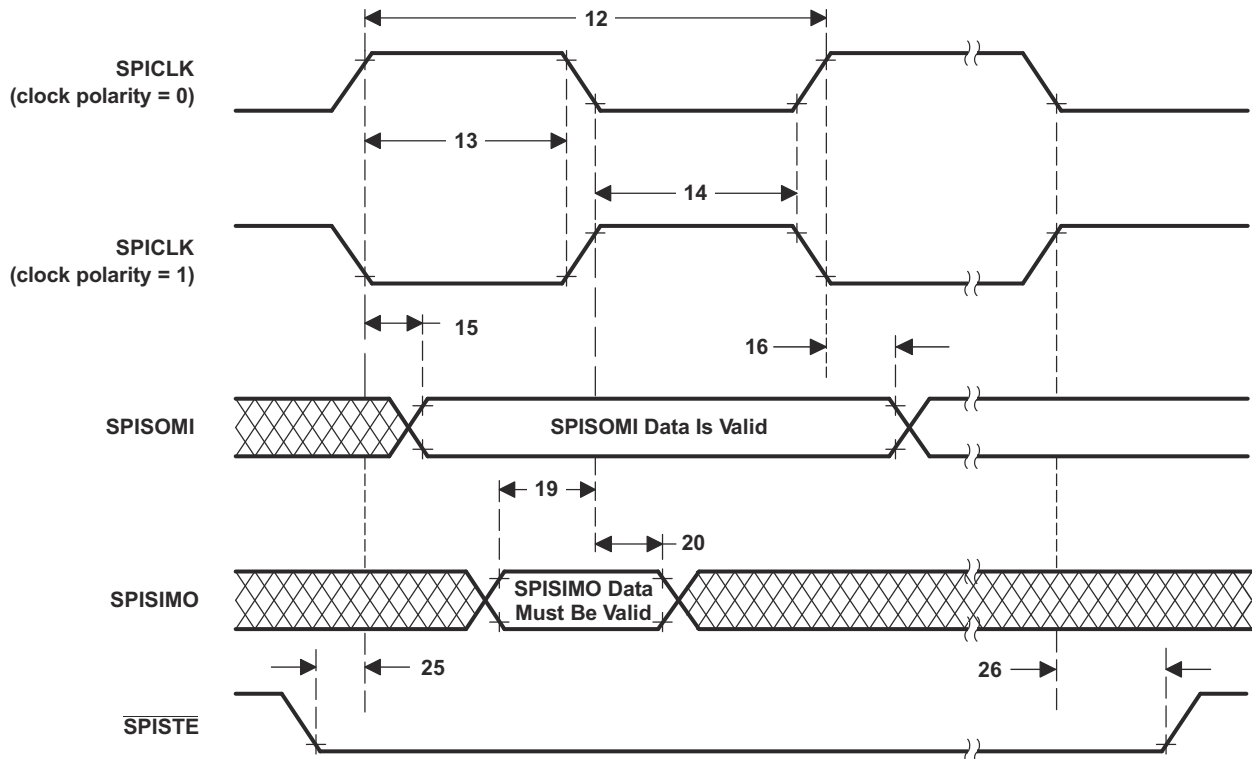 12
SPICLK
(clock polarity = 0)
13
14
SPICLK
(clock polarity = 1)
15
16
SPISOMI
SPISOMI Data Is Valid
19
20
SPISIMO
SPISIMO Data
Must Be Valid
25
26
SPISTE